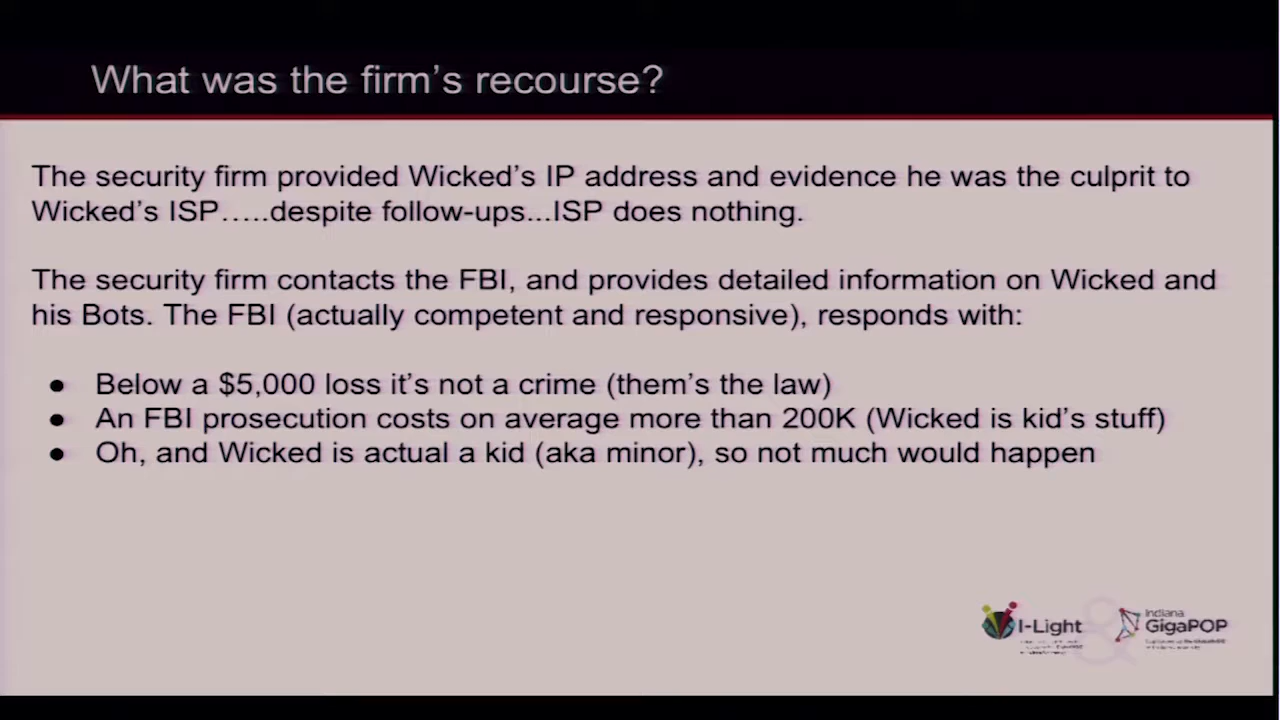 What was the firm's recourse?
The security firm provided Wicked's IP address and evidence he was the culprit to
Wicked's ISP…..despite follow-ups...ISP does nothing.
The security firm contacts the FBI, and provides detailed information on Wicked and
his Bots. The FBI (actually competent and responsive), responds with:
● Below a $5,000 loss it's not a crime (them's the law)
● An FBI prosecution costs on average more than 200K (Wicked is kid's stuff)
● Oh, and Wicked is actual a kid (aka minor), so not much would happen
I-Light
&
Indiana
GigaPOP